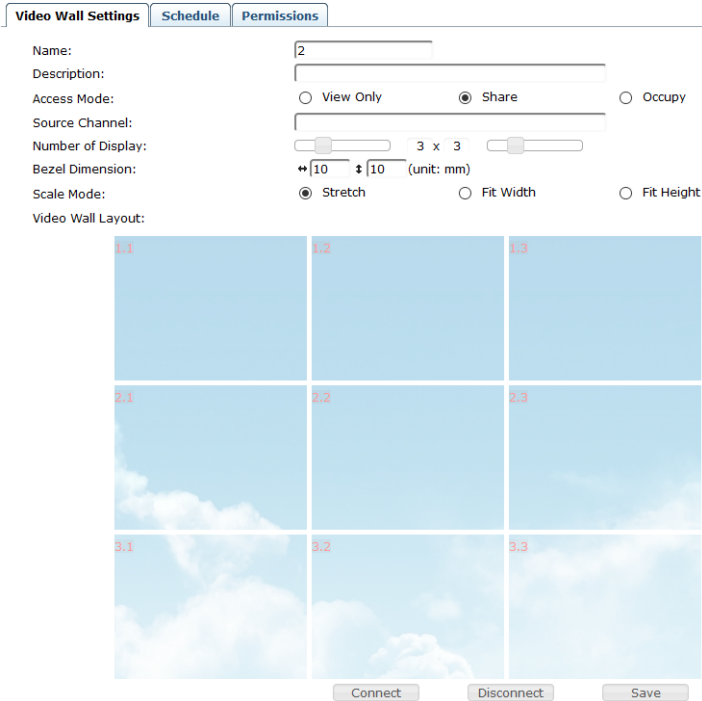 Video Wall Settings Schedule Permissions
Name: 2
Description:
Access Mode: View Only Share Occupy
Source Channel:
Number of Display: 3 x 3
Bezel Dimension: 10 10 (unit: mm)
Scale Mode: Stretch Fit Width Fit Height
Video Wall Layout:
1.1 1.2 1.3
2.1 2.2 2.3
3.1 3.2 3.3
Connect Disconnect Save